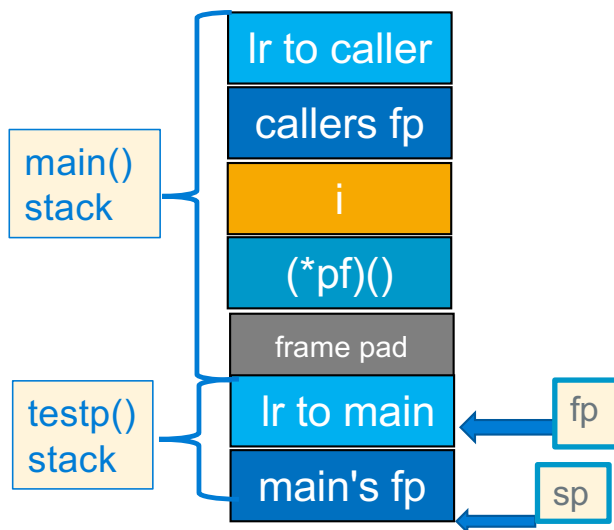 lr to caller
callers fp
main()
stack
i
(*pf)()
frame pad
testp()
stack
lr to main
fp
main's fp
sp